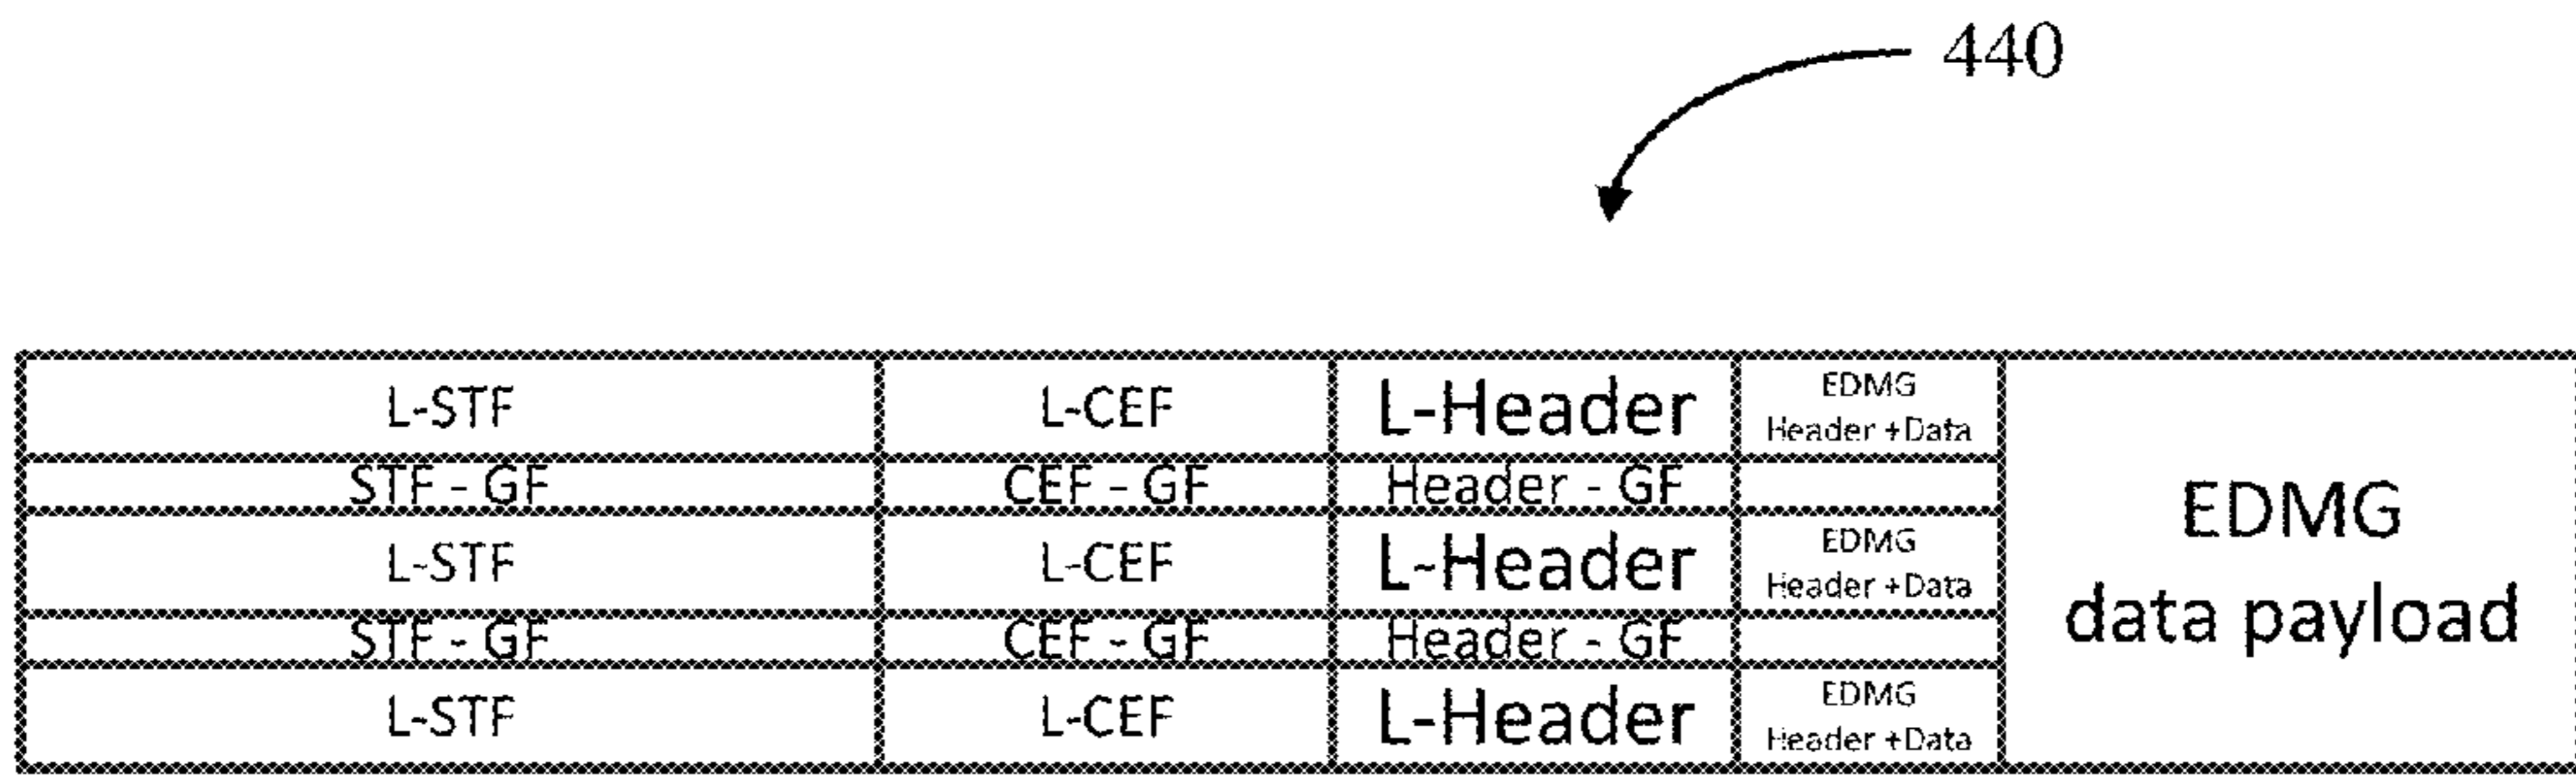 440
L-STF L-CEF L-Header EDMG
Header +Data
STF - GF CEF - GF Header - GF
L-STF L-CEF L-Header EDMG
Header +Data
EDMG
data payload
STF - GF CEF - GF Header - GF
L-STF L-CEF L-Header EDMG
Header +Data